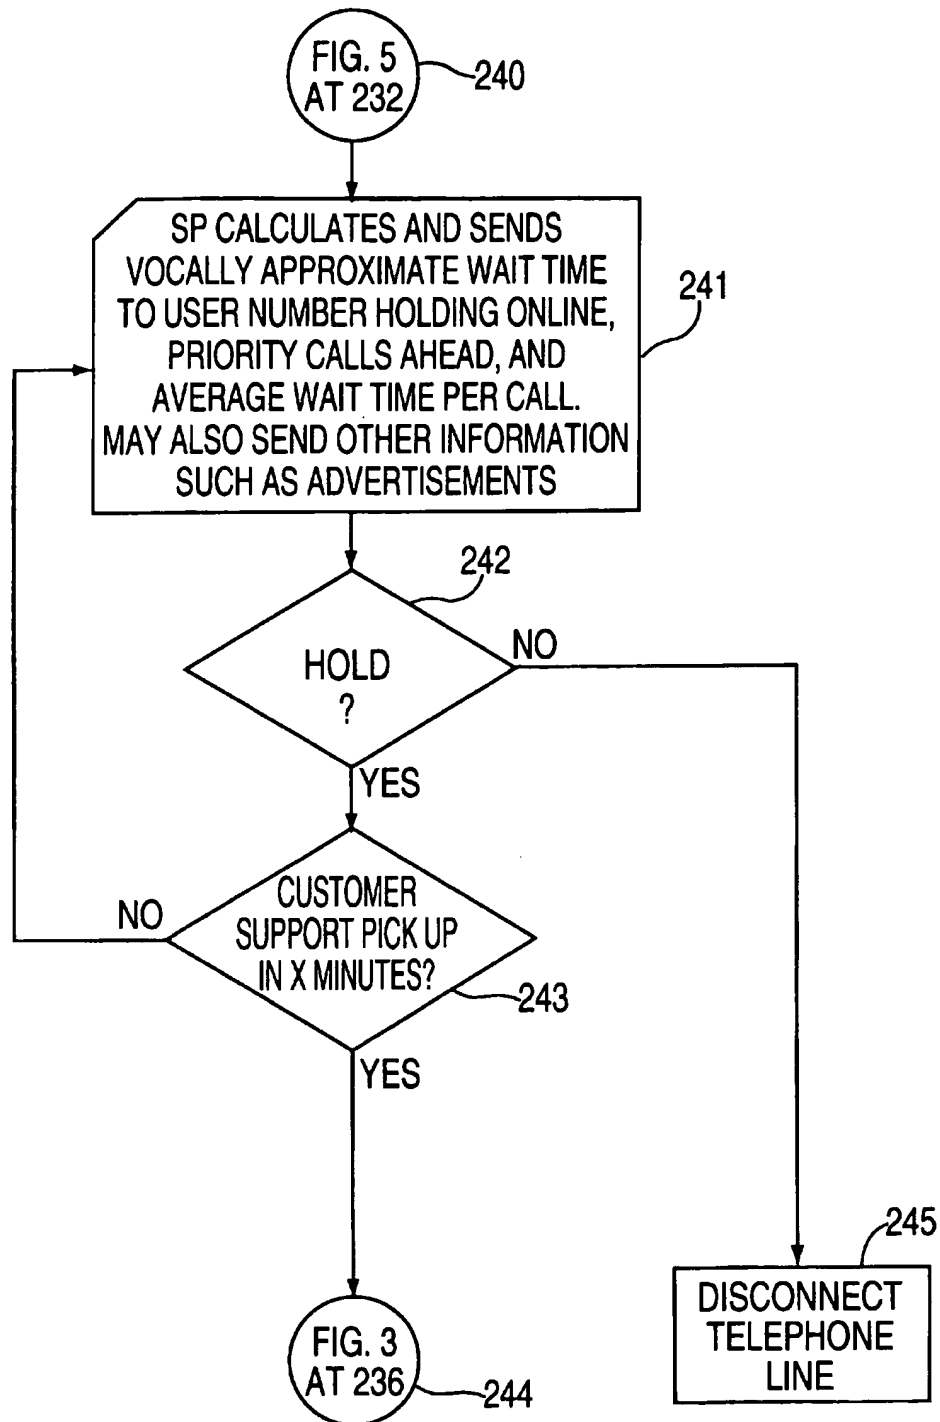 FIG. 5
AT 232
240
SP CALCULATES AND SENDS
VOCALLY APPROXIMATE WAIT TIME
TO USER NUMBER HOLDING ONLINE,
PRIORITY CALLS AHEAD, AND
AVERAGE WAIT TIME PER CALL.
MAY ALSO SEND OTHER INFORMATION
SUCH AS ADVERTISEMENTS
241
242
HOLD
?
NO
YES
CUSTOMER
SUPPORT PICK UP
IN X MINUTES?
NO
243
YES
245
DISCONNECT
TELEPHONE
LINE
FIG. 3
AT 236
244